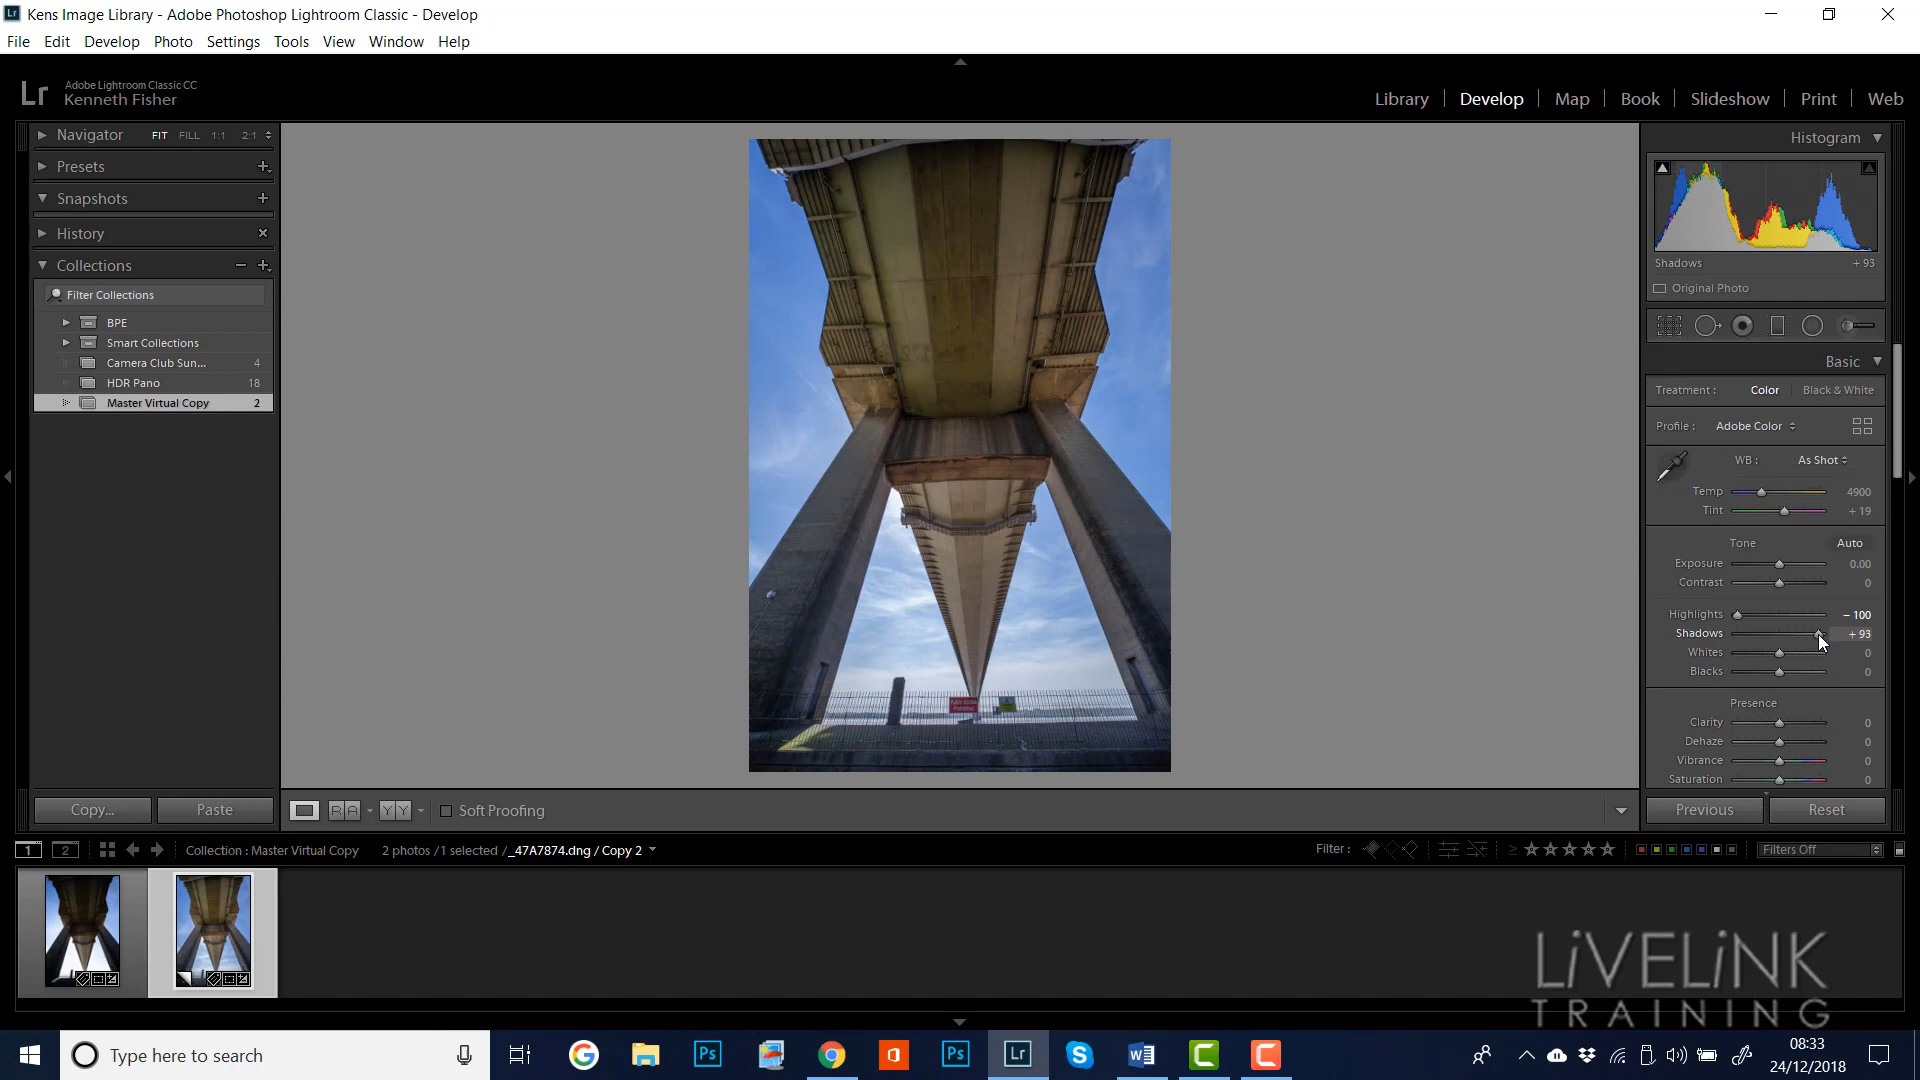 Lr Kens Image Library - Adobe Photoshop Lightroom Classic - Develop
File Edit Develop Photo Settings Tools View Window Help
Lr Adobe Lightroom Classic CC
Kenneth Fisher
Library Develop Map Book Slideshow Print Web
Navigator FIT FILL 1:1 2:1
Presets
Snapshots
History
Collections
Filter Collections
BPE
Smart Collections
Camera Club Sun... 4
HDR Pano 18
Master Virtual Copy 2
Histogram
Shadows + 93
Original Photo
Basic
Treatment : Color Black & White
Profile : Adobe Color
WB : As Shot
Temp 4900
Tint + 19
Tone Auto
Exposure 0.00
Contrast 0
Highlights - 100
Shadows + 93
Whites 0
Blacks 0
Presence
Clarity 0
Dehaze 0
Vibrance 0
Saturation 0
Copy... Paste
R A Y Y Soft Proofing
Previous Reset
1 2 Collection : Master Virtual Copy 2 photos / 1 selected / _47A7874.dng / Copy 2
Filter : ≥ Filters Off
LiVELiNK
TRAINING
Type here to search
Ps Ps Lr
08:33
24/12/2018